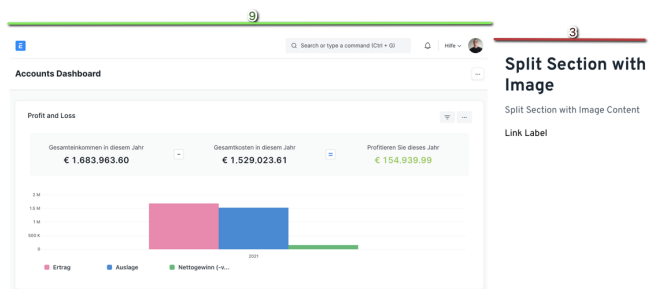 9
3
Search or type a command (Ctrl + G)
Hilfe
Accounts Dashboard
Profit and Loss
Gesamteinkommen in diesem Jahr
€ 1.683,963.60
-
Gesamtkosten in diesem Jahr
€ 1.529.023.61
=
Profitieren Sie dieses Jahr
€ 154,939.99
2 M
1.5 M
1 M
500 K
0
2021
Ertrag
Auslage
Nettogewinn (-v...
Split Section with
Image
Split Section with Image Content
Link Label